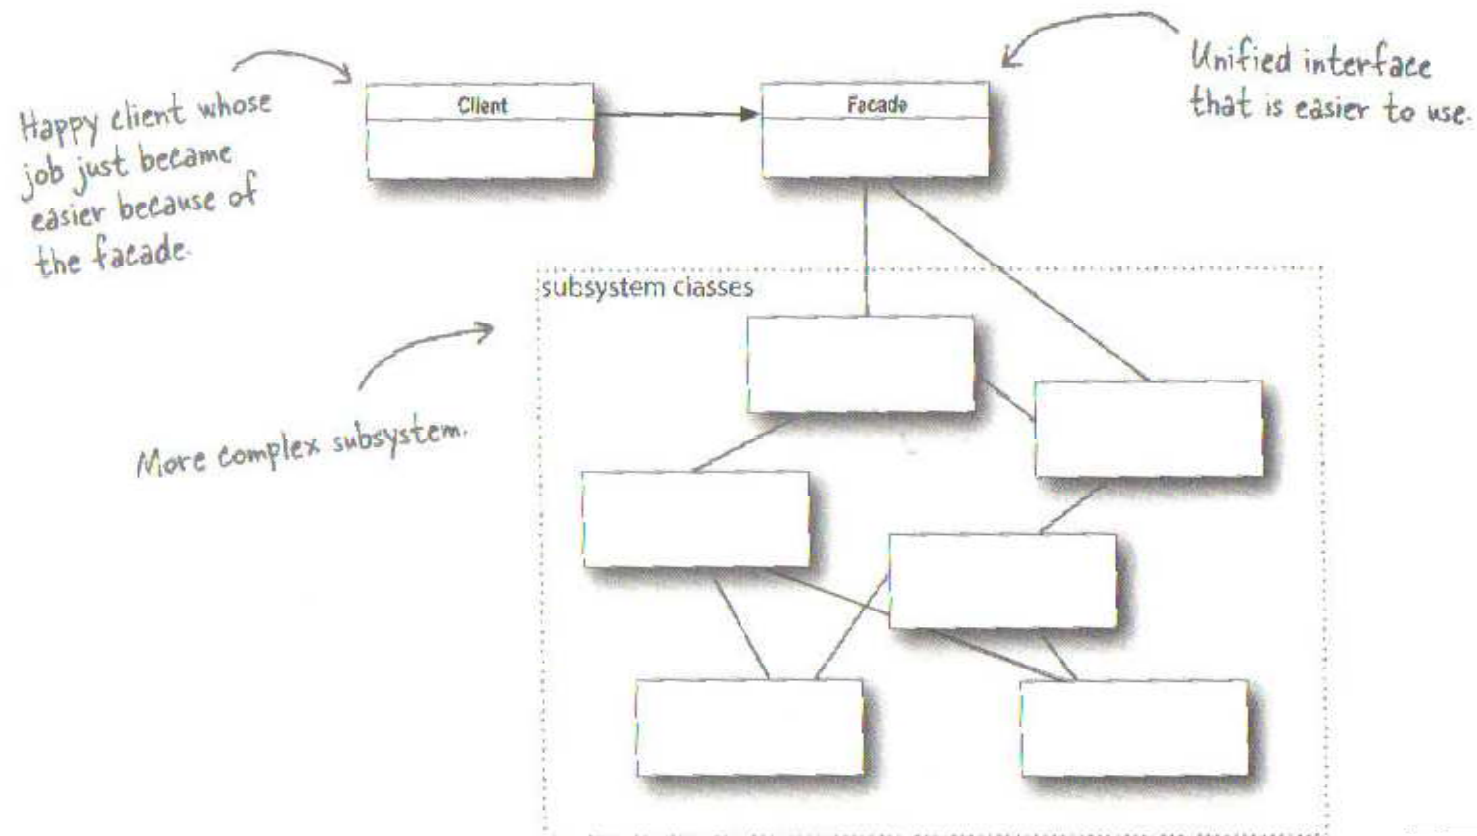 Happy client whose
job just became
easier because of
the facade.
Client
Facade
Unified interface
that is easier to use.
subsystem classes
More complex subsystem.